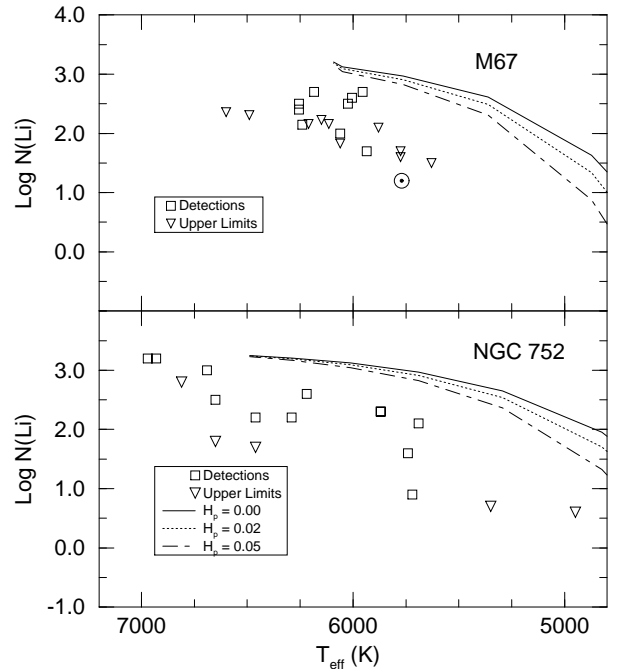 4.0
M67
3.0
2.0
Log N(Li)
1.0
Detections
Upper Limits
0.0
NGC 752
3.0
2.0
Log N(Li)
1.0
Detections
Upper Limits
H_p = 0.00
H_p = 0.02
H_p = 0.05
0.0
-1.0
7000 6000 5000
T_eff (K)